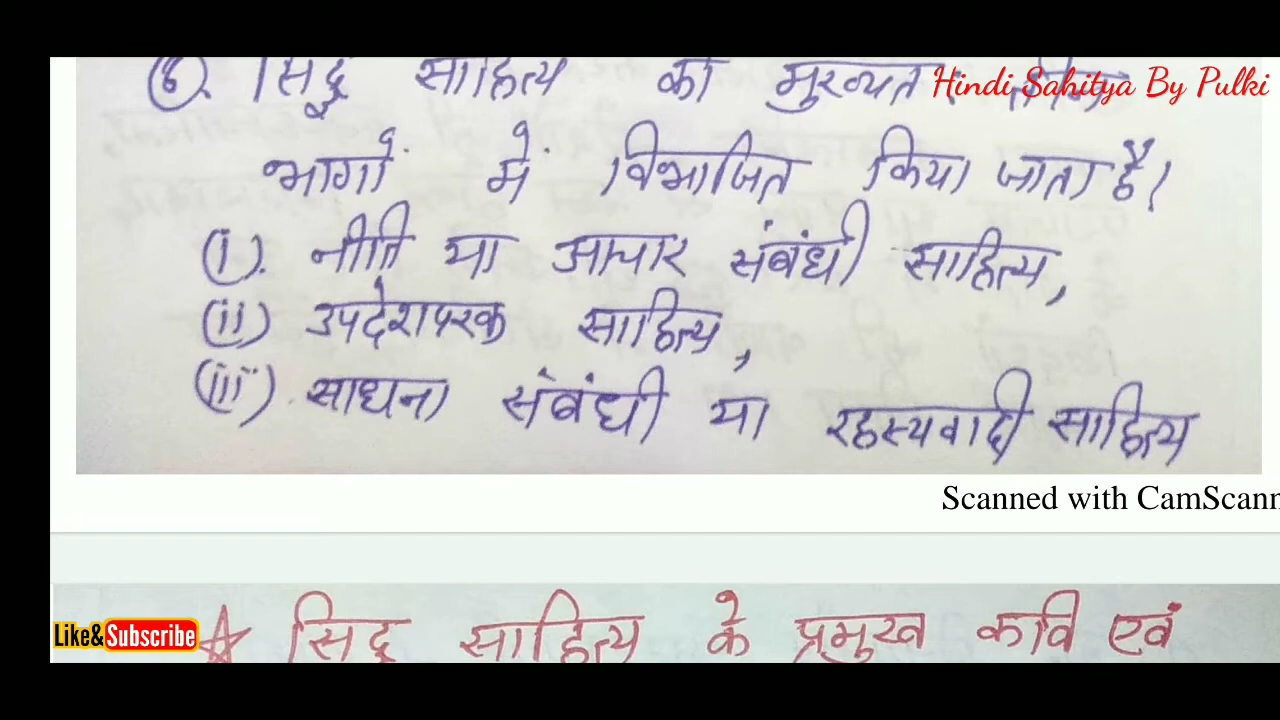 (6). सिद्ध साहित्य को मुख्यतः
Hindi Sahitya By Pulki
भागों में विभाजित किया जाता है।
(i). नीति या आचार संबंधी साहित्य,
(ii) उपदेशपरक साहित्य,
(iii) साधना संबंधी या रहस्यवादी साहित्य
Scanned with CamScann
सिद्ध साहित्य के प्रमुख कवि एवं
Like& Subscribe